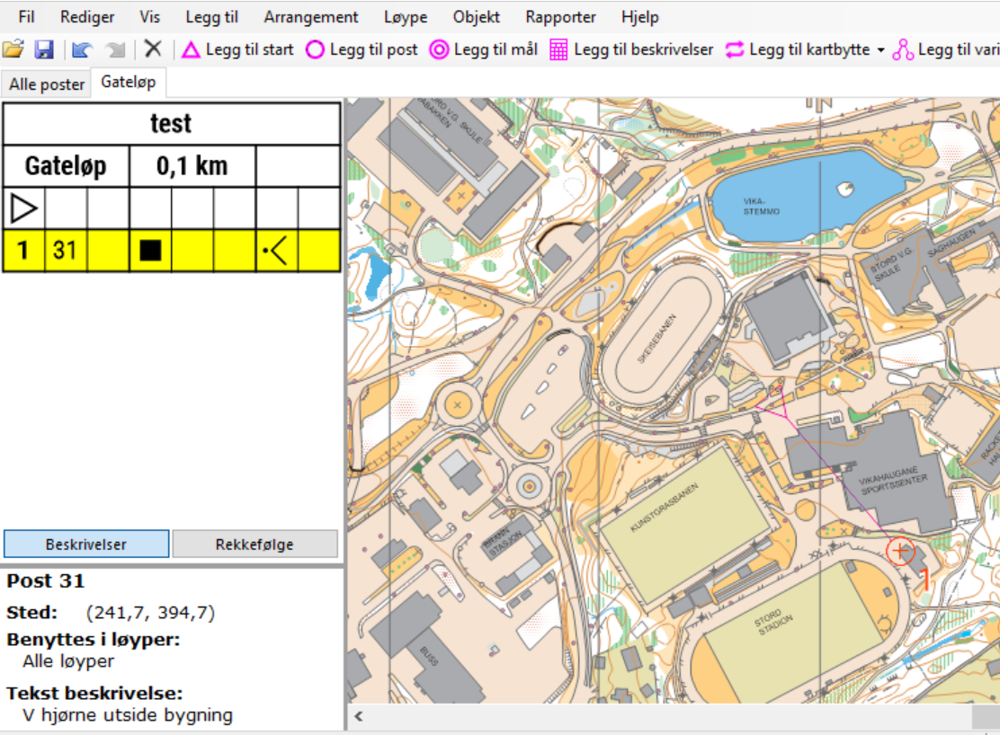 Fil Rediger Vis Legg til Arrangement Løype Objekt Rapporter Hjelp
Legg til start Legg til post Legg til mål Legg til beskrivelser Legg til kartbytte Legg til vari
Alle poster Gateløp
test
Gateløp 0,1 km
1 31
Beskrivelser Rekkefølge
Post 31
Sted: (241,7, 394,7)
Benyttes i løyper:
Alle løyper
Tekst beskrivelse:
V hjørne utside bygning
ORD V.G. SKULE
ABAKKEN
VIKA-
STEMMO
STORD V.G.
SKULE
SAGHAUGEN
SKEISEBANEN
VIKAHAUGANE
SPORTSSENTER
KUNSTGRASBANEN
BRANN
STASJON
1
STORD
STADION
BUSS